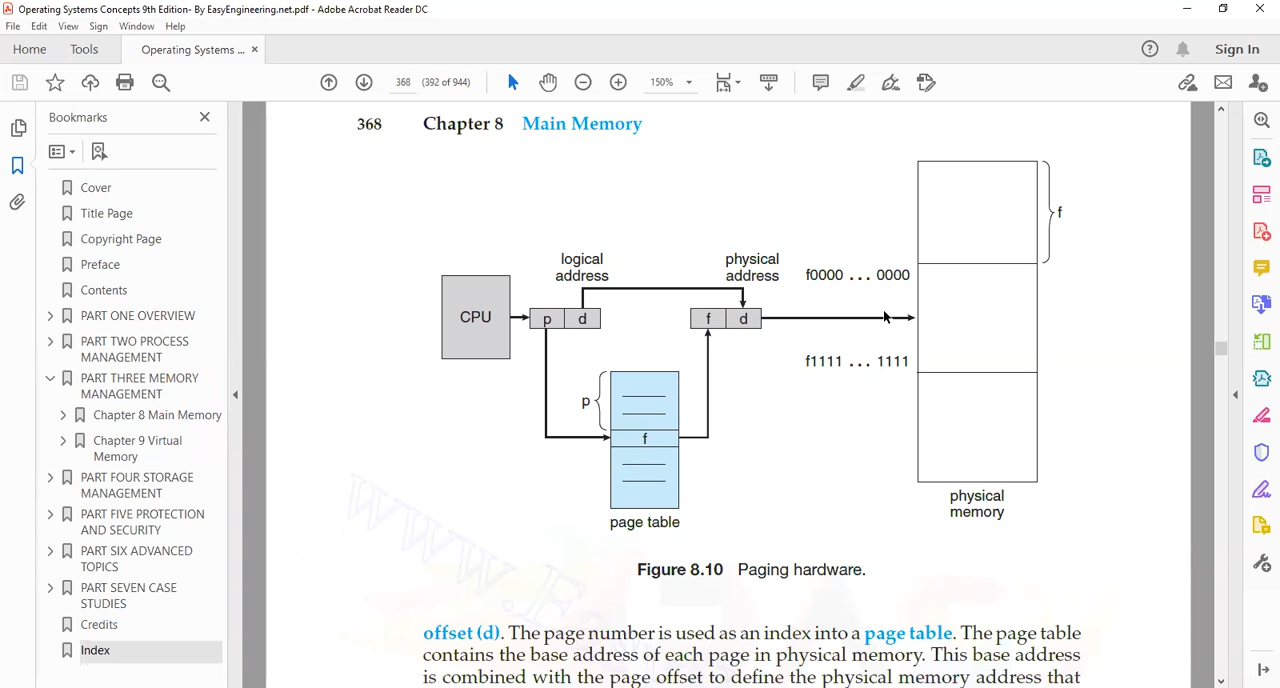 Operating Systems Concepts 9th Edition- By EasyEngineering.net.pdf - Adobe Acrobat Reader DC
File Edit View Sign Window Help
Home Tools Operating Systems ... × Sign In
368 (392 of 944) 150%
Bookmarks
Cover
Title Page
Copyright Page
Preface
Contents
PART ONE OVERVIEW
PART TWO PROCESS
MANAGEMENT
PART THREE MEMORY
MANAGEMENT
Chapter 8 Main Memory
Chapter 9 Virtual
Memory
PART FOUR STORAGE
MANAGEMENT
PART FIVE PROTECTION
AND SECURITY
PART SIX ADVANCED
TOPICS
PART SEVEN CASE
STUDIES
Credits
Index
368 Chapter 8 Main Memory
f
logical
address
physical
address
f0000 ... 0000
CPU
p d
f d
f1111 ... 1111
p
f
page table
physical
memory
Figure 8.10 Paging hardware.
offset (d). The page number is used as an index into a page table. The page table
contains the base address of each page in physical memory. This base address
is combined with the page offset to define the physical memory address that